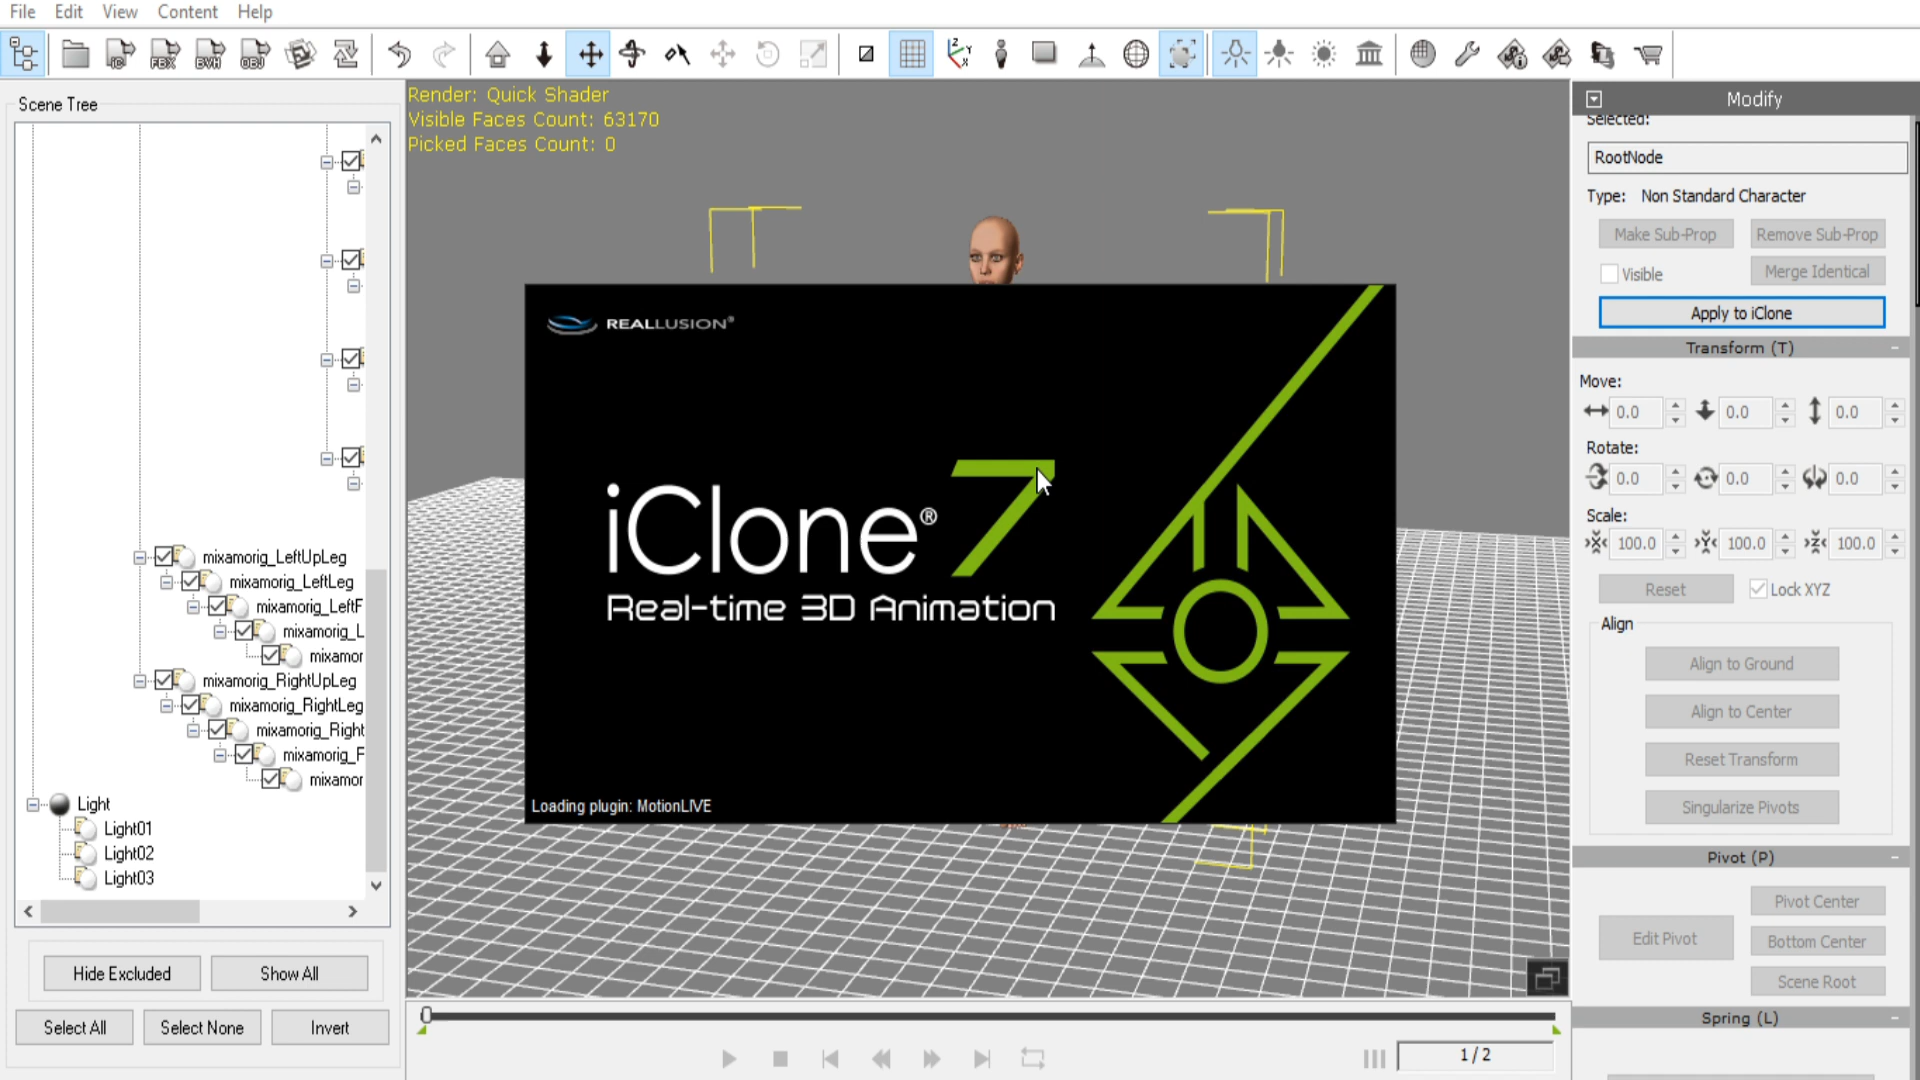 File Edit View Content Help
FBX BVH OBJ
Scene Tree
mixamorig_LeftUpLeg
mixamorig_LeftLeg
mixamorig_LeftF
mixamorig_L
mixamor
mixamorig_RightUpLeg
mixamorig_RightLeg
mixamorig_Right
mixamorig_F
mixamor
Light
Light01
Light02
Light03
Hide Excluded Show All
Select All Select None Invert
Render: Quick Shader
Visible Faces Count: 63170
Picked Faces Count: 0
REALLUSION®
iClone® 7
Real-time 3D Animation
Loading plugin: MotionLIVE
1 / 2
Modify
Selected:
RootNode
Type: Non Standard Character
Make Sub-Prop Remove Sub-Prop
Visible Merge Identical
Apply to iClone
Transform (T)
Move:
0.0 0.0 0.0
Rotate:
0.0 0.0 0.0
Scale:
100.0 100.0 100.0
Reset Lock XYZ
Align
Align to Ground
Align to Center
Reset Transform
Singularize Pivots
Pivot (P)
Pivot Center
Edit Pivot Bottom Center
Scene Root
Spring (L)